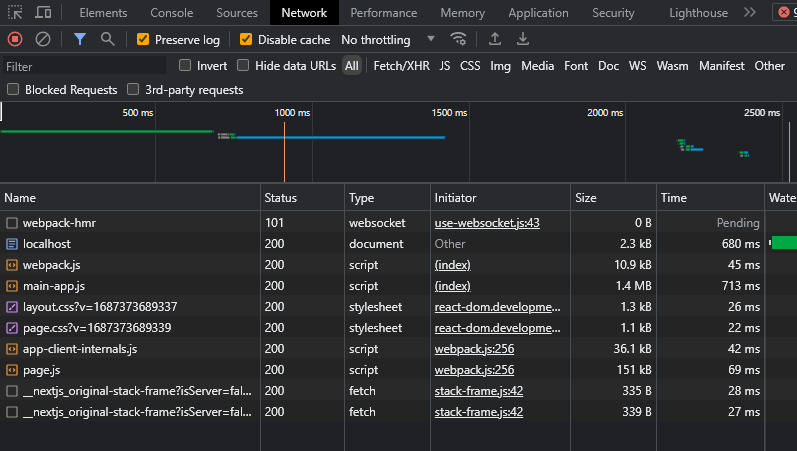 Elements Console Sources Network Performance Memory Application Security Lighthouse
Preserve log Disable cache No throttling
Filter Invert Hide data URLs All Fetch/XHR JS CSS Img Media Font Doc WS Wasm Manifest Other
Blocked Requests 3rd-party requests
500 ms 1000 ms 1500 ms 2000 ms 2500 ms
Name Status Type Initiator Size Time Wate
webpack-hmr 101 websocket use-websocket.js:43 0 B Pending
localhost 200 document Other 2.3 kB 680 ms
webpack.js 200 script (index) 10.9 kB 45 ms
main-app.js 200 script (index) 1.4 MB 713 ms
layout.css?v=1687373689337 200 stylesheet react-dom.developme... 1.3 kB 26 ms
page.css?v=1687373689339 200 stylesheet react-dom.developme... 1.1 kB 22 ms
app-client-internals.js 200 script webpack.js:256 36.1 kB 42 ms
page.js 200 script webpack.js:256 151 kB 69 ms
__nextjs_original-stack-frame?isServer=fal... 200 fetch stack-frame.js:42 335 B 28 ms
__nextjs_original-stack-frame?isServer=fal... 200 fetch stack-frame.js:42 339 B 27 ms